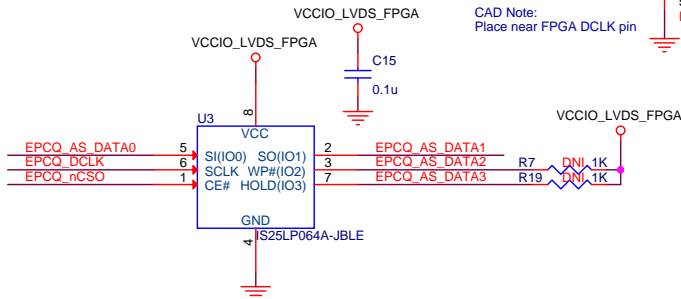 CAD Note:
Place near FPGA DCLK pin
VCCIO_LVDS_FPGA
VCCIO_LVDS_FPGA
C15
0.1u
U3
8
VCC
VCCIO_LVDS_FPGA
EPCQ_AS_DATA0 5 SI(IO0) SO(IO1) 2 EPCQ_AS_DATA1
EPCQ_DCLK 6 SCLK WP#(IO2) 3 EPCQ_AS_DATA2 R7 DNI 1K
EPCQ_nCSO 1 CE# HOLD(IO3) 7 EPCQ_AS_DATA3 R19 DNI 1K
GND
4
IS25LP064A-JBLE